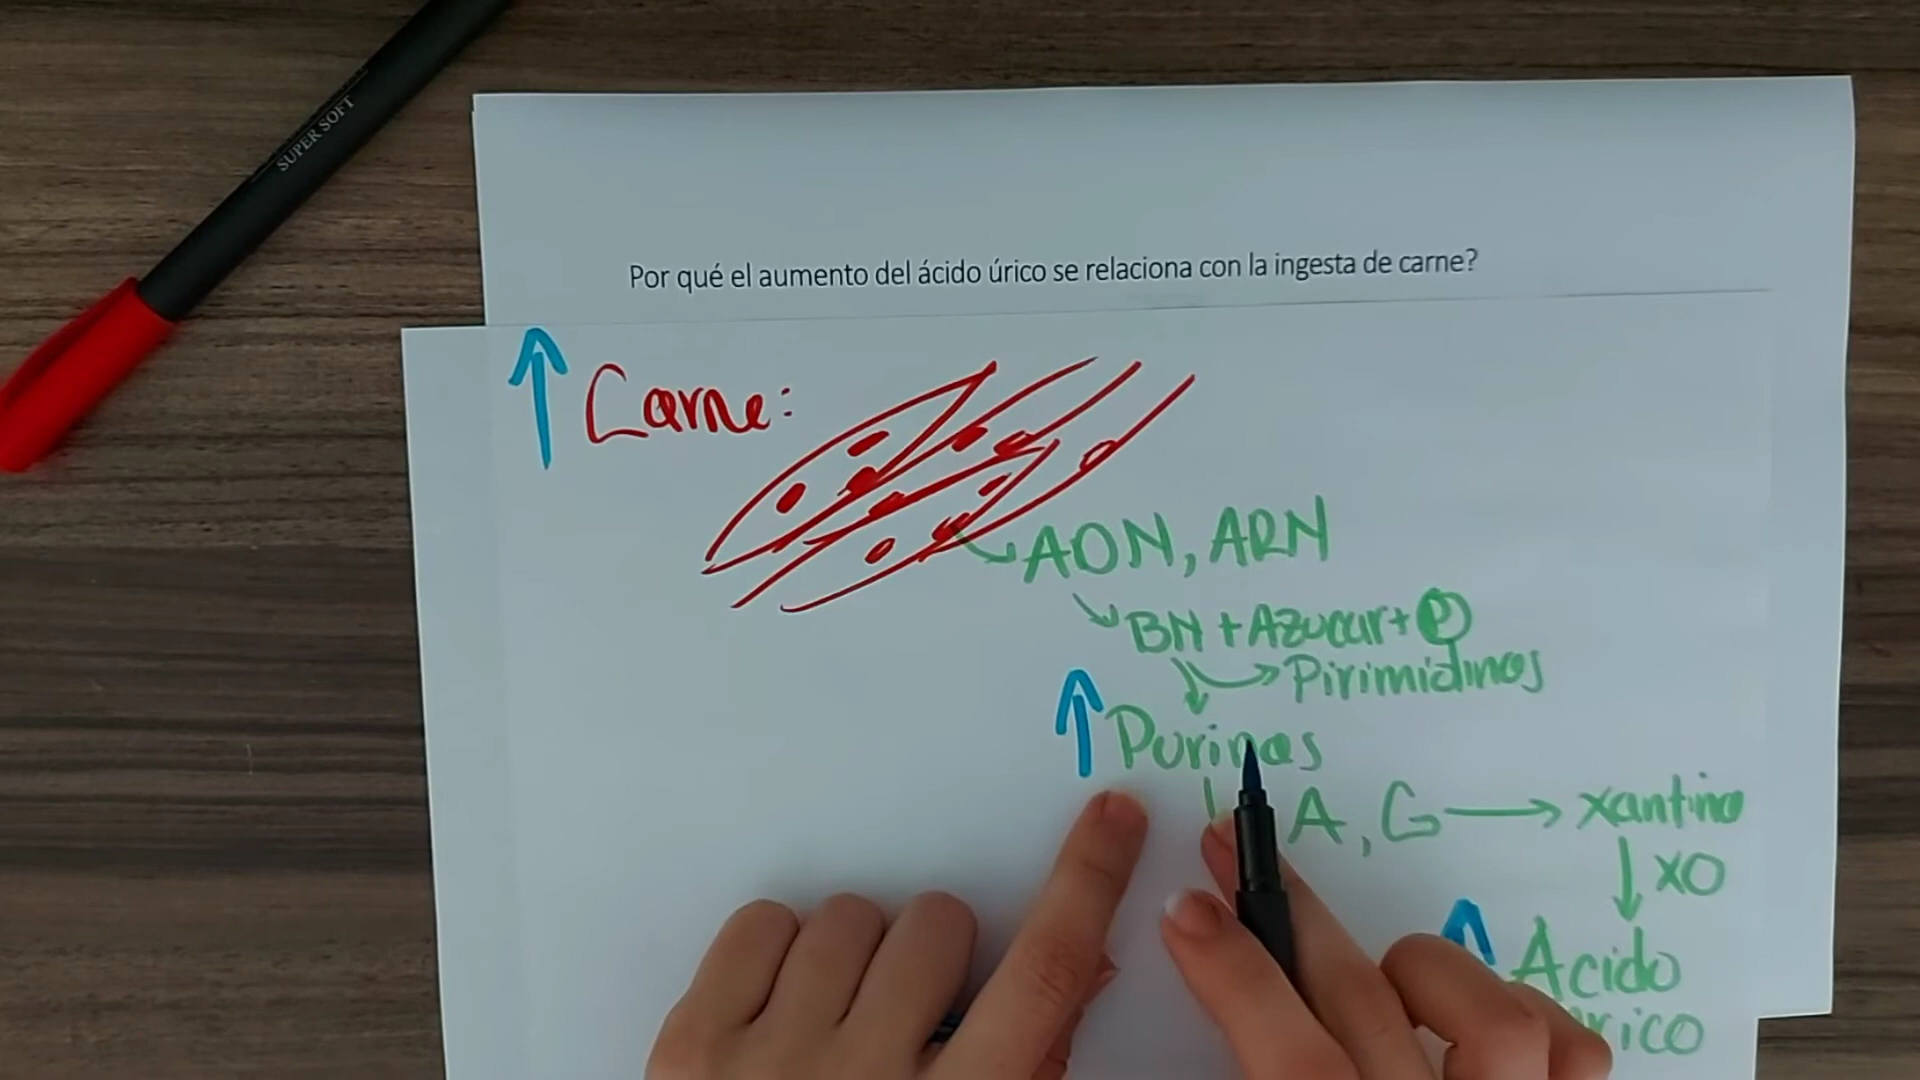 SUPER SOFT
Por qué el aumento del ácido úrico se relaciona con la ingesta de carne?
↑ Carne:
ADN, ARN
BN + Azucar + P
Pirimidinas
↑ Purinas
A, G → xantina
↓ XO
↑ Acido
rico